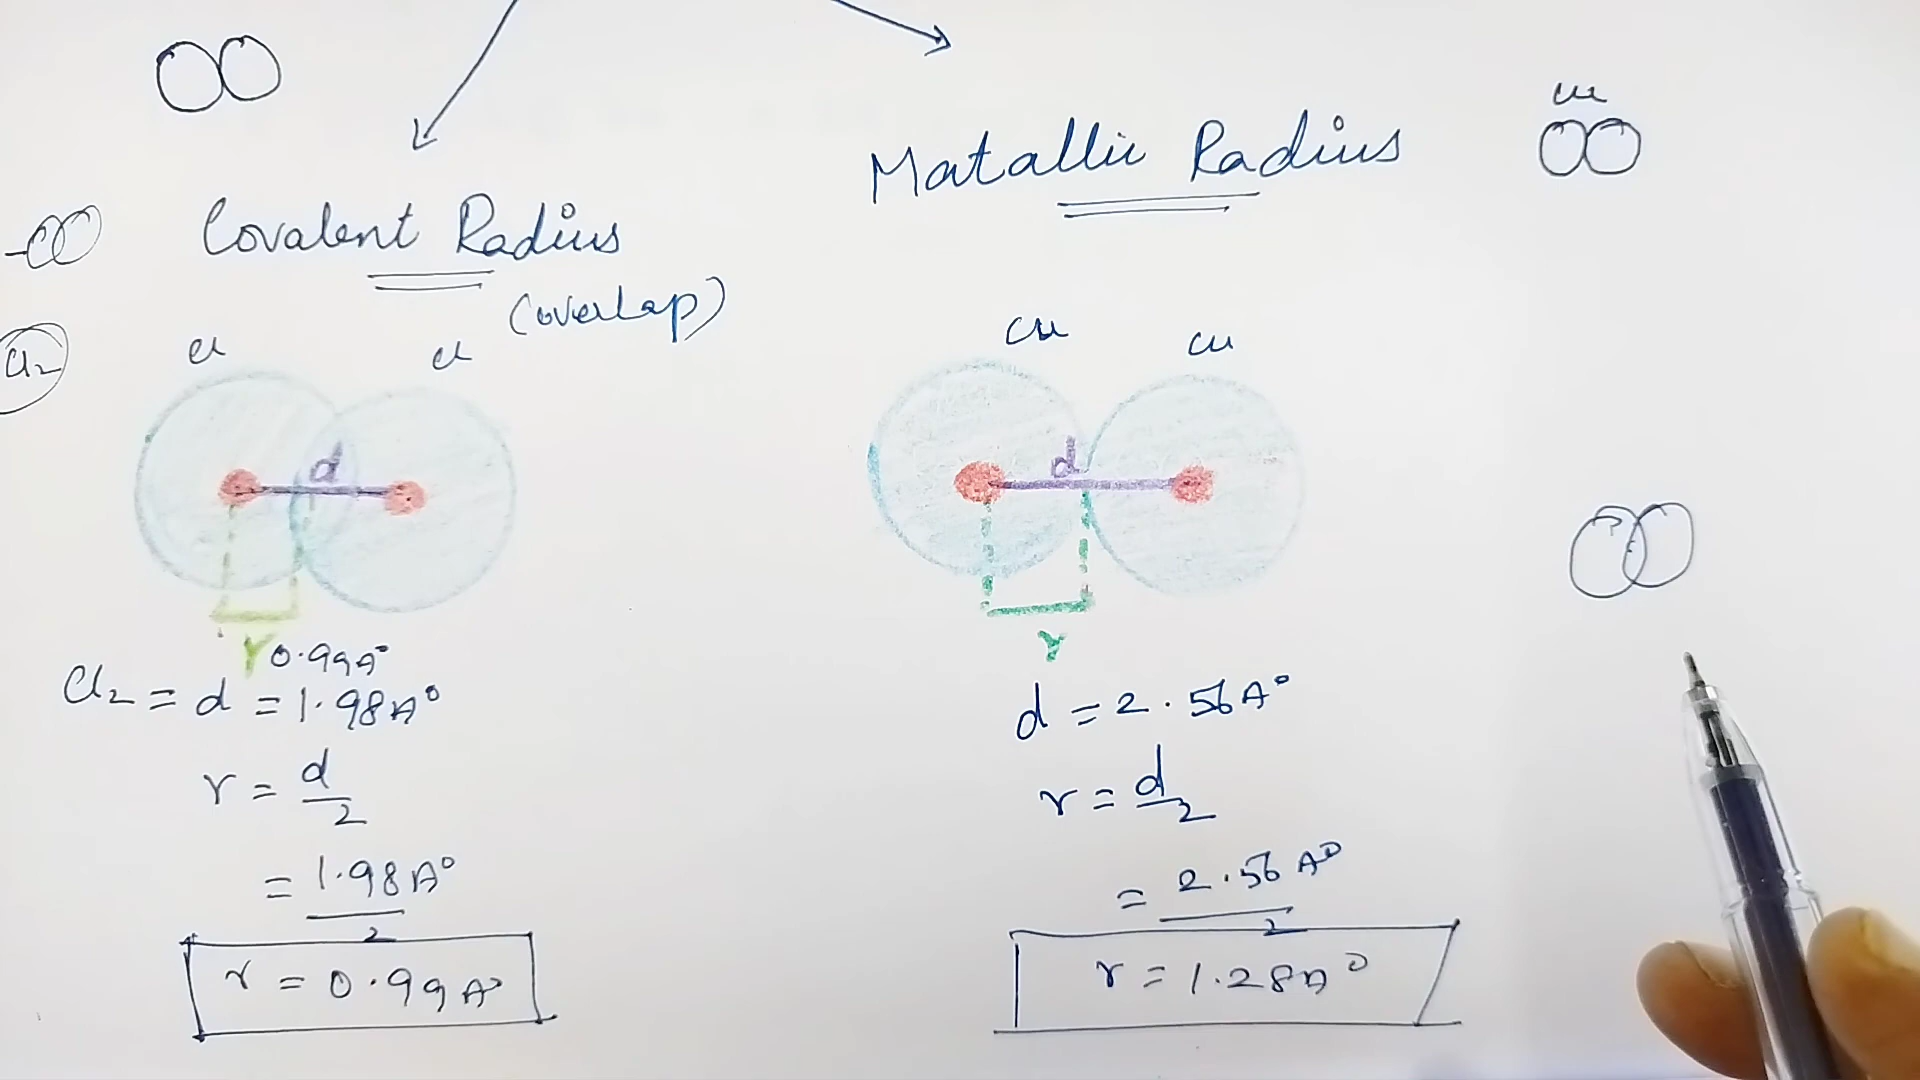 Covalent Radius
(overlap)
Cl Cl
Cl2
d
r 0.99A°
Cl2 = d = 1.98A°
r = d/2
= 1.98A°/2
r = 0.99A°
Matallic Radius
Cu
Cu Cu
d
r
d = 2.56A°
r = d/2
= 2.56A°/2
r = 1.28A°